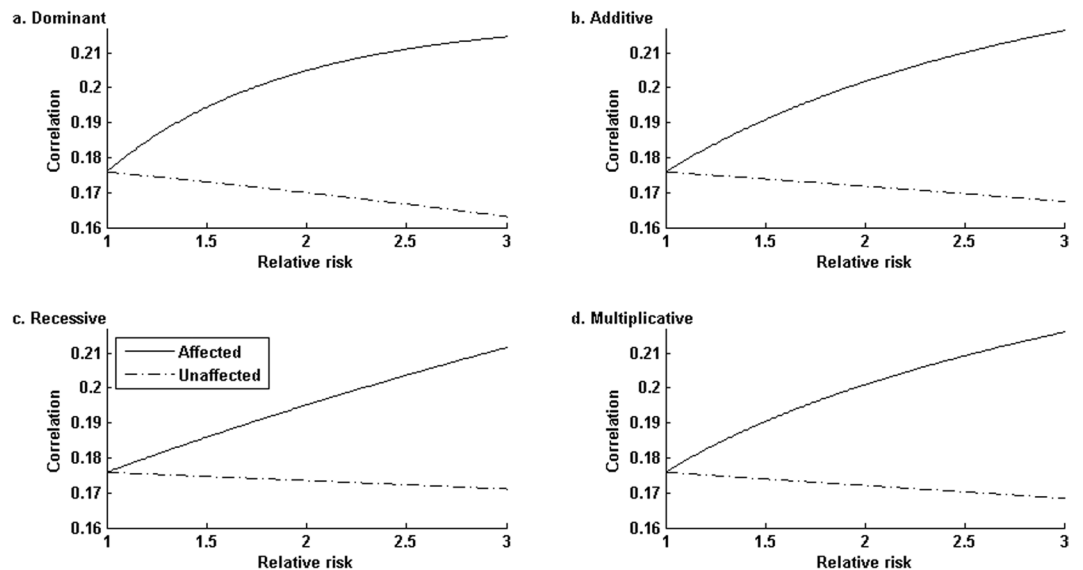 a. Dominant
Correlation
0.21
0.2
0.19
0.18
0.17
0.16
1 1.5 2 2.5 3
Relative risk
b. Additive
Correlation
0.21
0.2
0.19
0.18
0.17
0.16
1 1.5 2 2.5 3
Relative risk
c. Recessive
Affected
Unaffected
Correlation
0.21
0.2
0.19
0.18
0.17
0.16
1 1.5 2 2.5 3
Relative risk
d. Multiplicative
Correlation
0.21
0.2
0.19
0.18
0.17
0.16
1 1.5 2 2.5 3
Relative risk